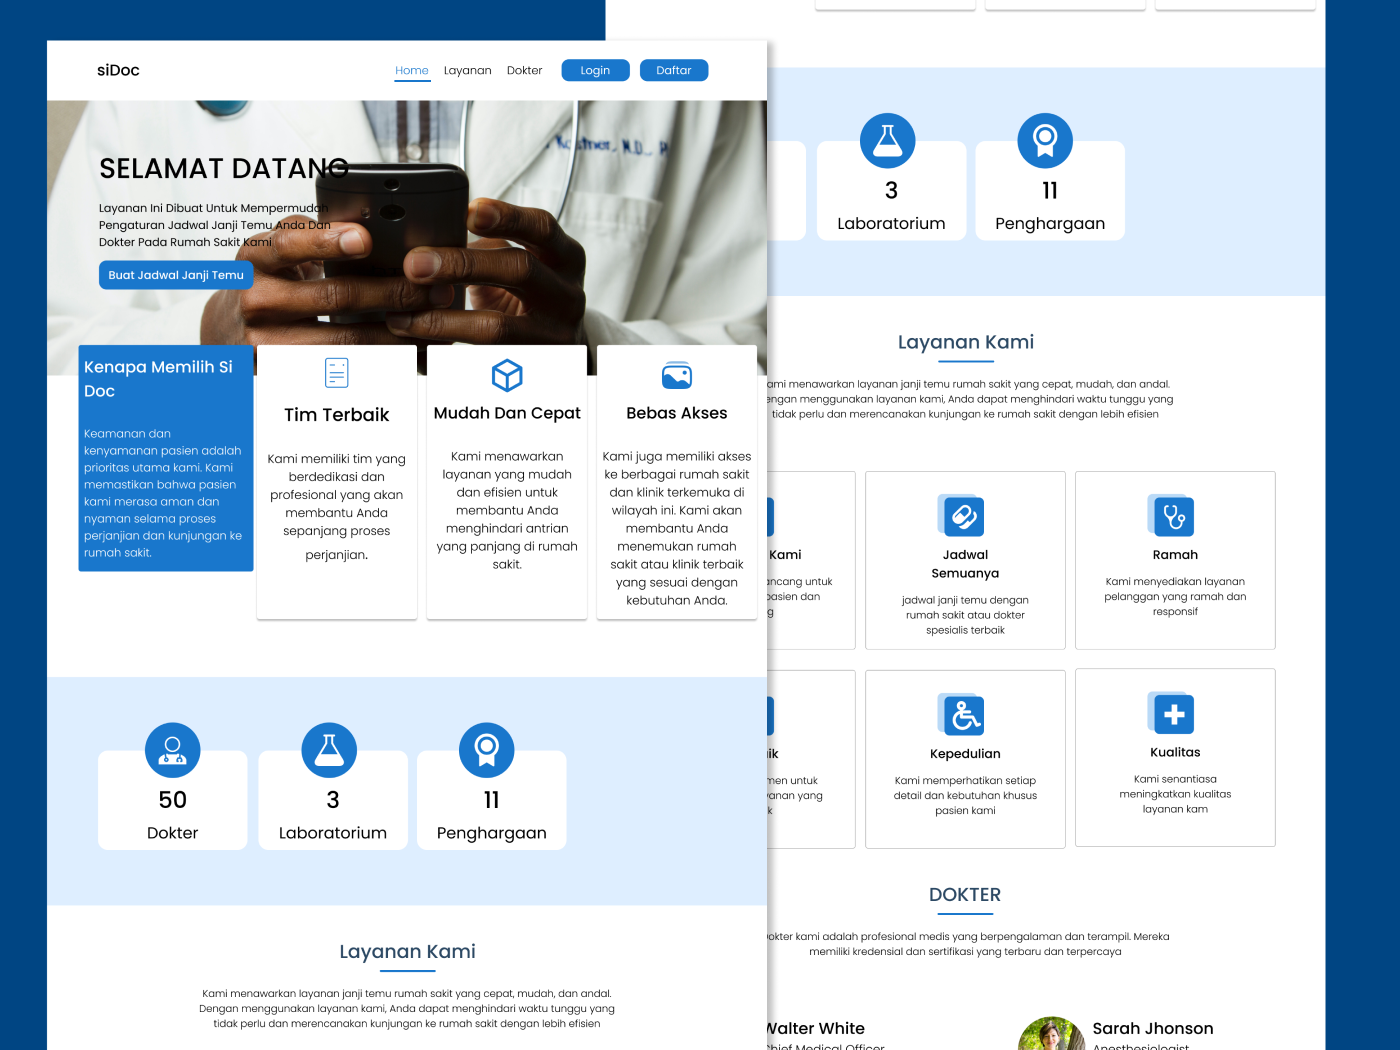 siDoc
Home
Layanan
Dokter
Login
Daftar
SELAMAT DATANG
Layanan Ini Dibuat Untuk Mempermudah
Pengaturan Jadwal Janji Temu Anda Dan
Dokter Pada Rumah Sakit Kami
Buat Jadwal Janji Temu
Kenapa Memilih Si
Doc
Keamanan dan
kenyamanan pasien adalah
prioritas utama kami. Kami
memastikan bahwa pasien
kami merasa aman dan
nyaman selama proses
perjanjian dan kunjungan ke
rumah sakit.
Tim Terbaik
Kami memiliki tim yang
berdedikasi dan
profesional yang akan
membantu Anda
sepanjang proses
perjanjian.
Mudah Dan Cepat
Kami menawarkan
layanan yang mudah
dan efisien untuk
membantu Anda
menghindari antrian
yang panjang di rumah
sakit.
Bebas Akses
Kami juga memiliki akses
ke berbagai rumah sakit
dan klinik terkemuka di
wilayah ini. Kami akan
membantu Anda
menemukan rumah
sakit atau klinik terbaik
yang sesuai dengan
kebutuhan Anda.
50
Dokter
3
Laboratorium
11
Penghargaan
Layanan Kami
Kami menawarkan layanan janji temu rumah sakit yang cepat, mudah, dan andal.
Dengan menggunakan layanan kami, Anda dapat menghindari waktu tunggu yang
tidak perlu dan merencanakan kunjungan ke rumah sakit dengan lebih efisien
3
Laboratorium
11
Penghargaan
Layanan Kami
ami menawarkan layanan janji temu rumah sakit yang cepat, mudah, dan andal.
engan menggunakan layanan kami, Anda dapat menghindari waktu tunggu yang
tidak perlu dan merencanakan kunjungan ke rumah sakit dengan lebih efisien
Kami
ancang untuk
pasien dan
g
Jadwal
Semuanya
jadwal janji temu dengan
rumah sakit atau dokter
spesialis terbaik
Ramah
Kami menyediakan layanan
pelanggan yang ramah dan
responsif
ik
men untuk
yanan yang
k
Kepedulian
Kami memperhatikan setiap
detail dan kebutuhan khusus
pasien kami
Kualitas
Kami senantiasa
meningkatkan kualitas
layanan kam
DOKTER
okter kami adalah profesional medis yang berpengalaman dan terampil. Mereka
memiliki kredensial dan sertifikasi yang terbaru dan terpercaya
Walter White
Chief Medical Officer
Sarah Jhonson
Anesthesiologist